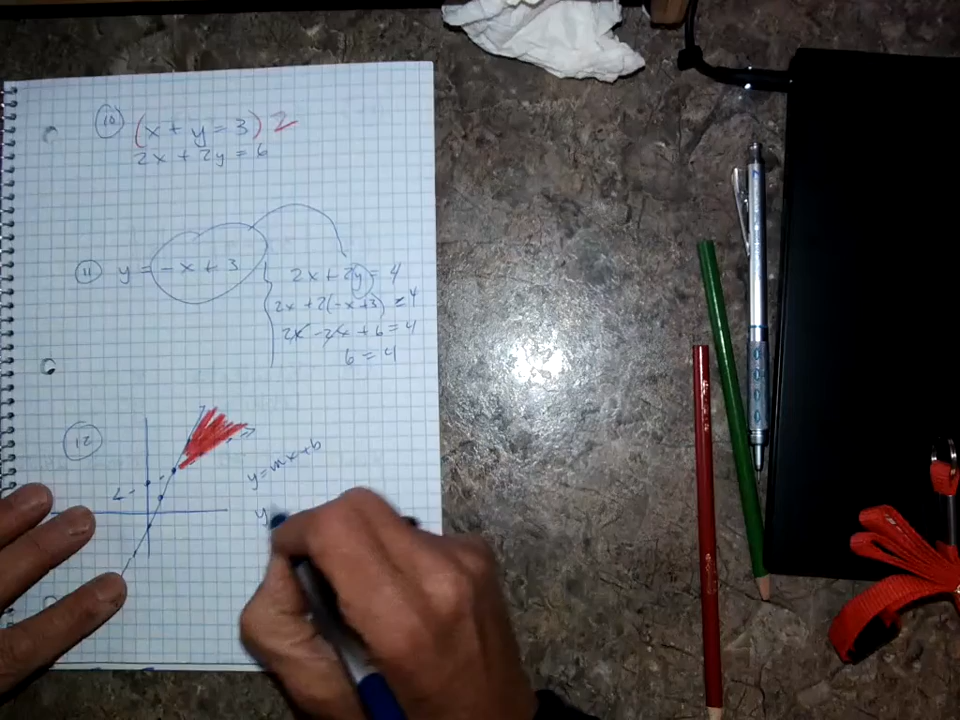 10 (x + y = 3) 2
2x + 2y = 6
11 y = -x + 3
2x + 2y = 4
2x + 2(-x+3) = 4
2x - 2x + 6 = 4
6 = 4
12
2
y = mx + b
y